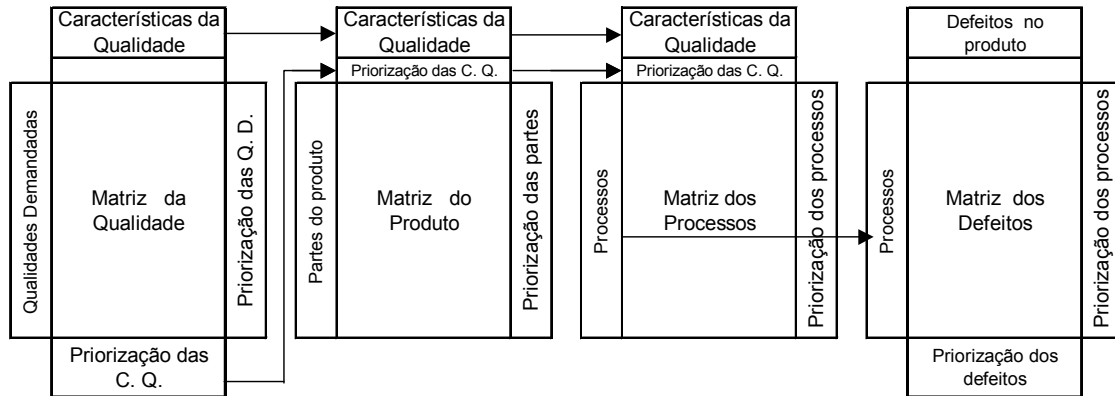 Características da
Qualidade
Características da
Qualidade
Características da
Qualidade
Defeitos no
produto
Priorização das C. Q.
Priorização das C. Q.
Qualidades Demandadas
Matriz da
Qualidade
Priorização das Q. D.
Partes do produto
Matriz do
Produto
Priorização das partes
Processos
Matriz dos
Processos
Priorização dos processos
Processos
Matriz dos
Defeitos
Priorização dos processos
Priorização das
C. Q.
Priorização dos
defeitos